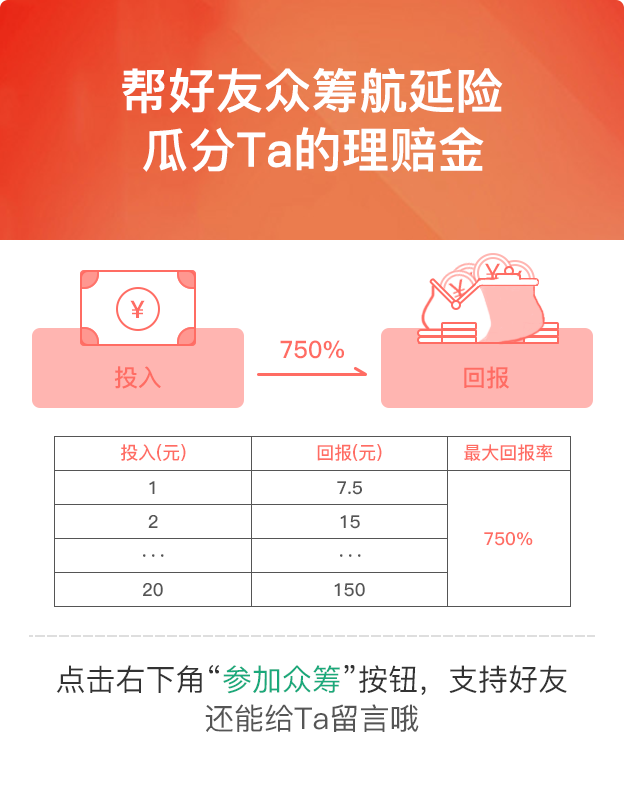 帮好友众筹航延险
瓜分Ta的理赔金
¥
¥ ¥
投入
750%
回报
投入(元) 回报(元) 最大回报率
1 7.5
2 15
750%
... ...
20 150
点击右下角“参加众筹”按钮，支持好友
还能给Ta留言哦